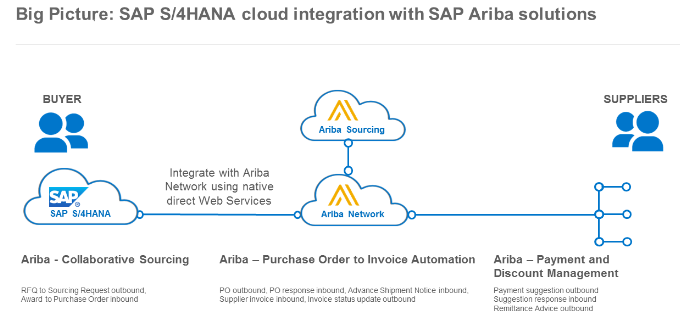 Big Picture: SAP S/4HANA cloud integration with SAP Ariba solutions
BUYER
SUPPLIERS
Ariba Sourcing
Integrate with Ariba
Network using native
direct Web Services
SAP®
SAP S/4HANA
Ariba Network
Ariba - Collaborative Sourcing
RFQ to Sourcing Request outbound,
Award to Purchase Order inbound
Ariba – Purchase Order to Invoice Automation
PO outbound, PO response inbound, Advance Shipment Notice inbound,
Supplier invoice inbound, Invoice status update outbound
Ariba – Payment and
Discount Management
Payment suggestion outbound
Suggestion response inbound
Remittance Advice outbound